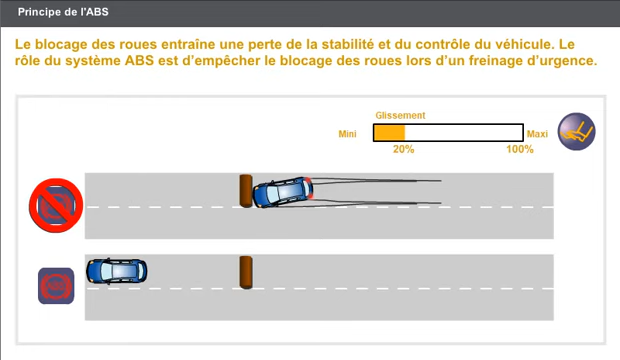 Principe de l'ABS
Le blocage des roues entraîne une perte de la stabilité et du contrôle du véhicule. Le
rôle du système ABS est d'empêcher le blocage des roues lors d'un freinage d'urgence.
Glissement
Mini
Maxi
20%
100%